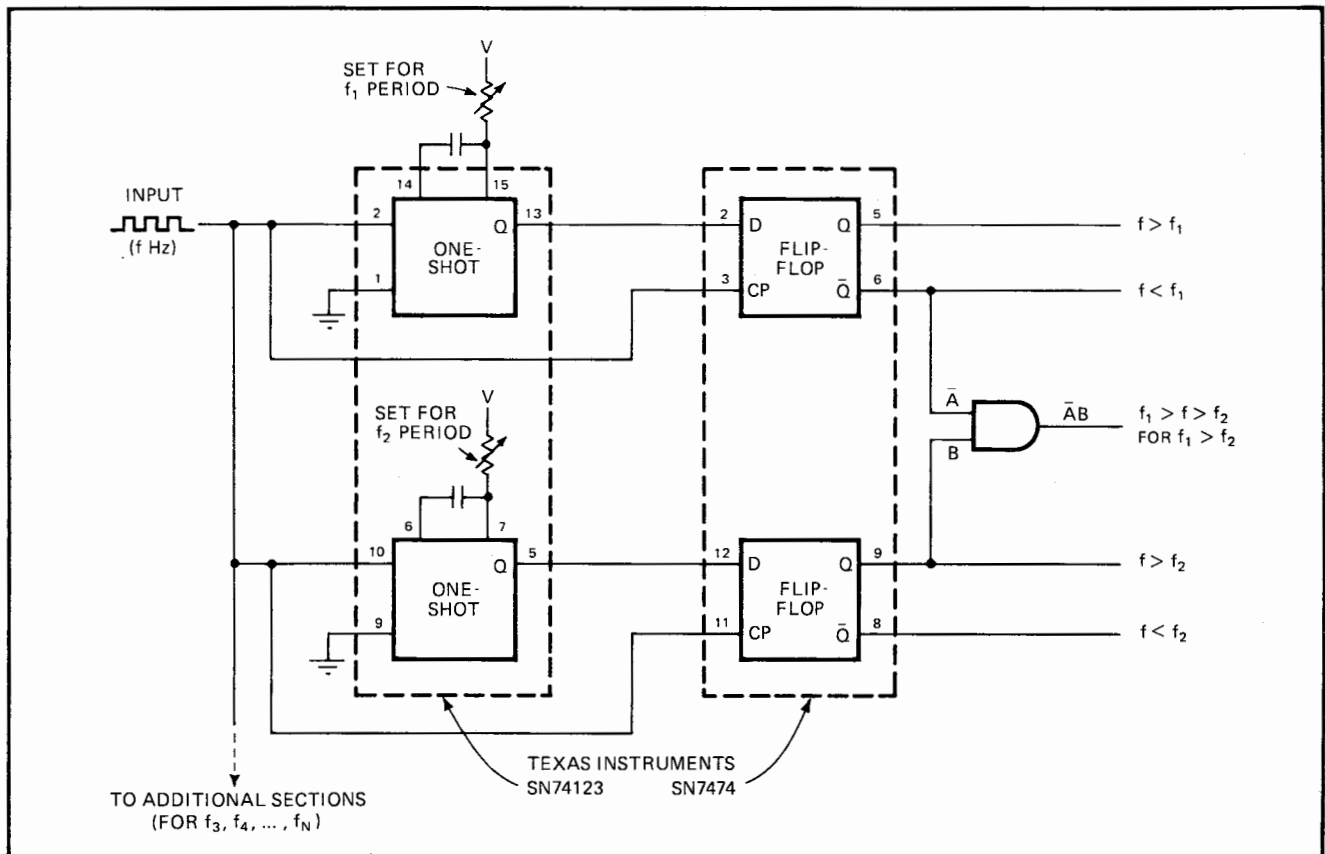 V
SET FOR
f₁ PERIOD
14 15
INPUT
(f Hz)
2 Q 13 2 D Q 5 f > f₁
ONE-
SHOT
FLIP-
FLOP
1 3 CP Q̅ 6 f < f₁
V
SET FOR
f₂ PERIOD
A̅
B
A̅B
f₁ > f > f₂
FOR f₁ > f₂
6 7
10 Q 5 12 D Q 9 f > f₂
ONE-
SHOT
FLIP-
FLOP
9 11 CP Q̅ 8 f < f₂
TEXAS INSTRUMENTS
SN74123 SN7474
TO ADDITIONAL SECTIONS
(FOR f₃, f₄, ... , f_N)